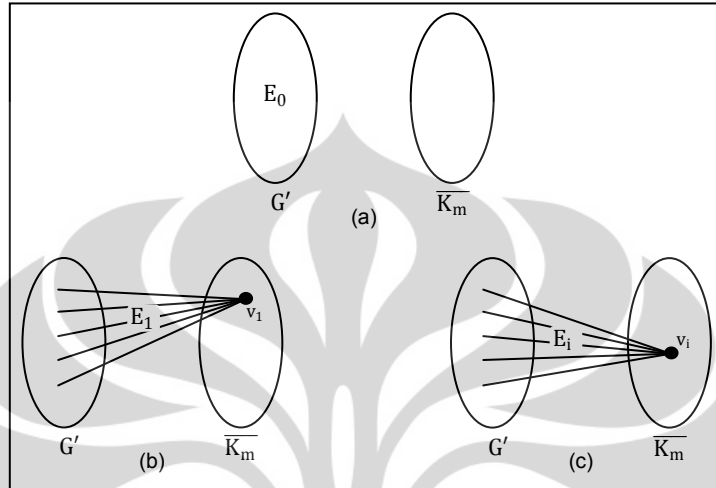 E₀
G′ K̅m̅
(a)
E₁ v₁
Eᵢ vᵢ
G′ (b) K̅m̅
G′ (c) K̅m̅